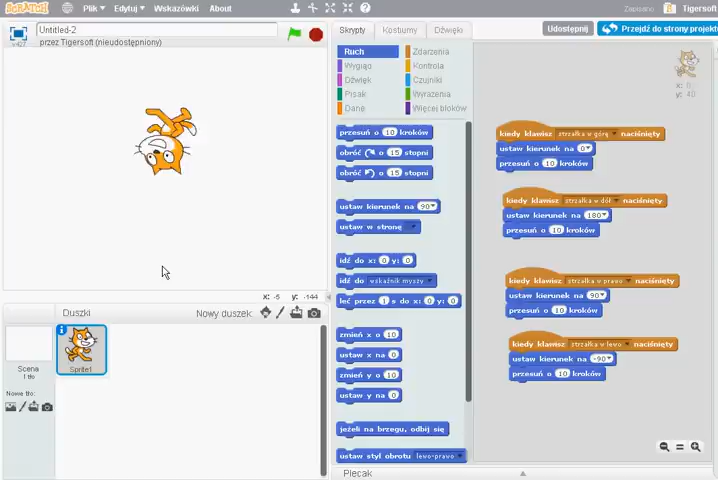 SCRATCH Plik Edytuj Wskazówki About Zapisano Tigersoft
Untitled-2
v427 przez Tigersoft (nieudostępniony)
Skrypty Kostiumy Dźwięki
Udostępnij Przejdź do strony projektu
Ruch Zdarzenia
Wygląd Kontrola
Dźwięk Czujniki
Pisak Wyrażenia
Dane Więcej bloków
x: 0
y: 40
przesuń o 10 kroków
obróć o 15 stopni
obróć o 15 stopni
ustaw kierunek na 90
ustaw w stronę
idź do x: 0 y: 0
idź do wskaźnik myszy
leć przez 1 s do x: 0 y: 0
zmień x o 10
ustaw x na 0
zmień y o 10
ustaw y na 0
jeżeli na brzegu, odbij się
ustaw styl obrotu lewo-prawo
kiedy klawisz strzałka w górę naciśnięty
ustaw kierunek na 0
przesuń o 10 kroków
kiedy klawisz strzałka w dół naciśnięty
ustaw kierunek na 180
przesuń o 10 kroków
kiedy klawisz strzałka w prawo naciśnięty
ustaw kierunek na 90
przesuń o 10 kroków
kiedy klawisz strzałka w lewo naciśnięty
ustaw kierunek na -90
przesuń o 10 kroków
x: -5 y: -144
Duszki Nowy duszek:
Scena
1 tło
Nowe tło:
Sprite1
Plecak